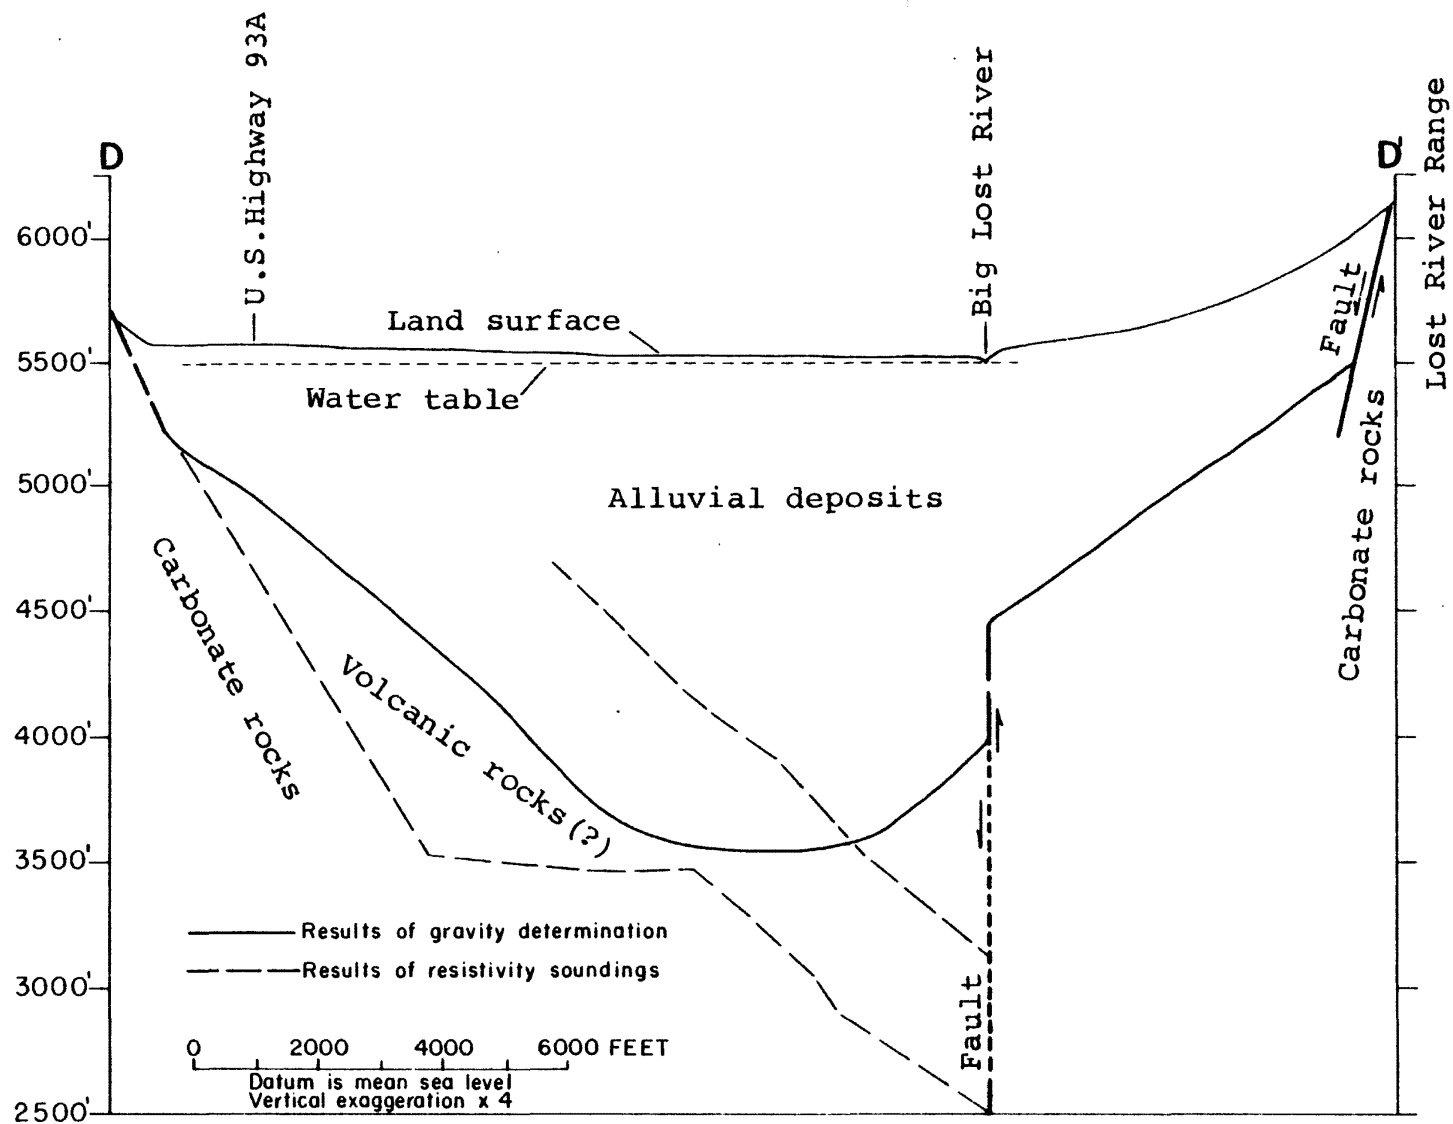 U.S.Highway 93A
Big Lost River
Lost River Range
D
D'
6000'
5500'
5000'
4500'
4000'
3500'
3000'
2500'
Land surface
Water table
Alluvial deposits
Fault
Carbonate rocks
Carbonate rocks
Volcanic rocks(?)
Fault
Results of gravity determination
Results of resistivity soundings
0 2000 4000 6000 FEET
Datum is mean sea level
Vertical exaggeration x 4